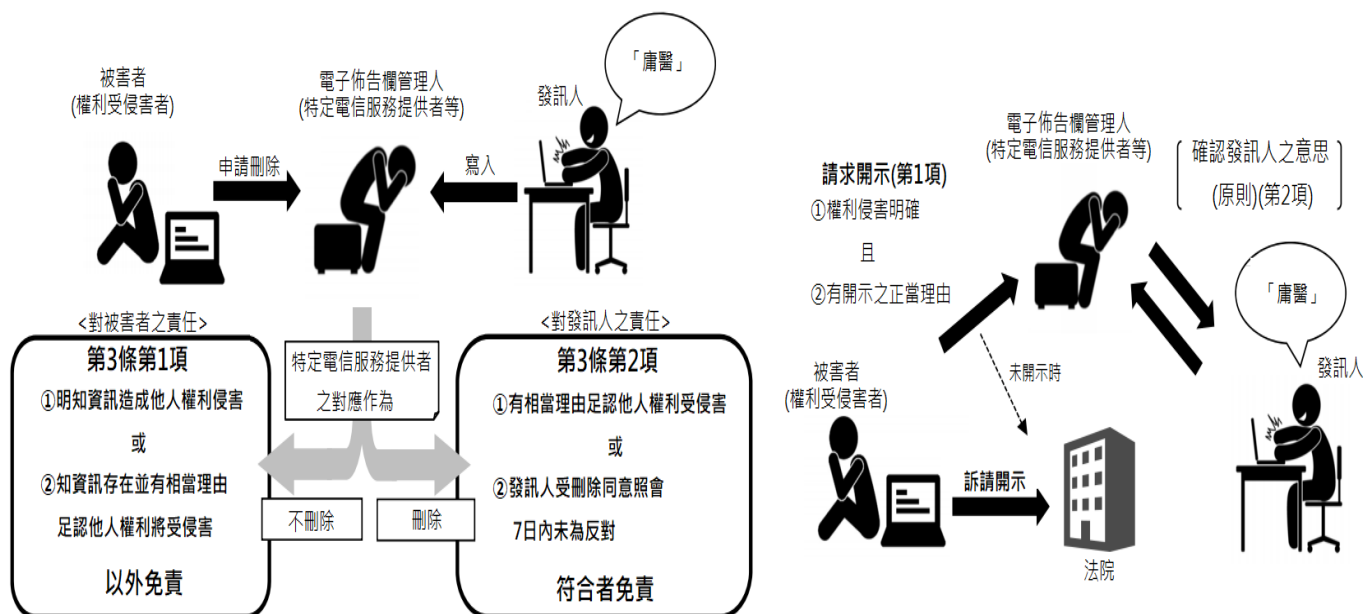 「庸醫」
被害者
(權利受侵害者)
電子佈告欄管理人
(特定電信服務提供者等)
發訊人
申請刪除
寫入
<對被害者之責任>
第3條第1項
①明知資訊造成他人權利侵害
或
②知資訊存在並有相當理由
足認他人權利將受侵害
以外免責
特定電信服務提供者
之對應作為
不刪除
刪除
<對發訊人之責任>
第3條第2項
①有相當理由足認他人權利受侵害
或
②發訊人受刪除同意照會
7日內未為反對
符合者免責
電子佈告欄管理人
(特定電信服務提供者等)
確認發訊人之意思
(原則)(第2項)
請求開示(第1項)
①權利侵害明確
且
②有開示之正當理由
「庸醫」
發訊人
未開示時
被害者
(權利受侵害者)
訴請開示
法院